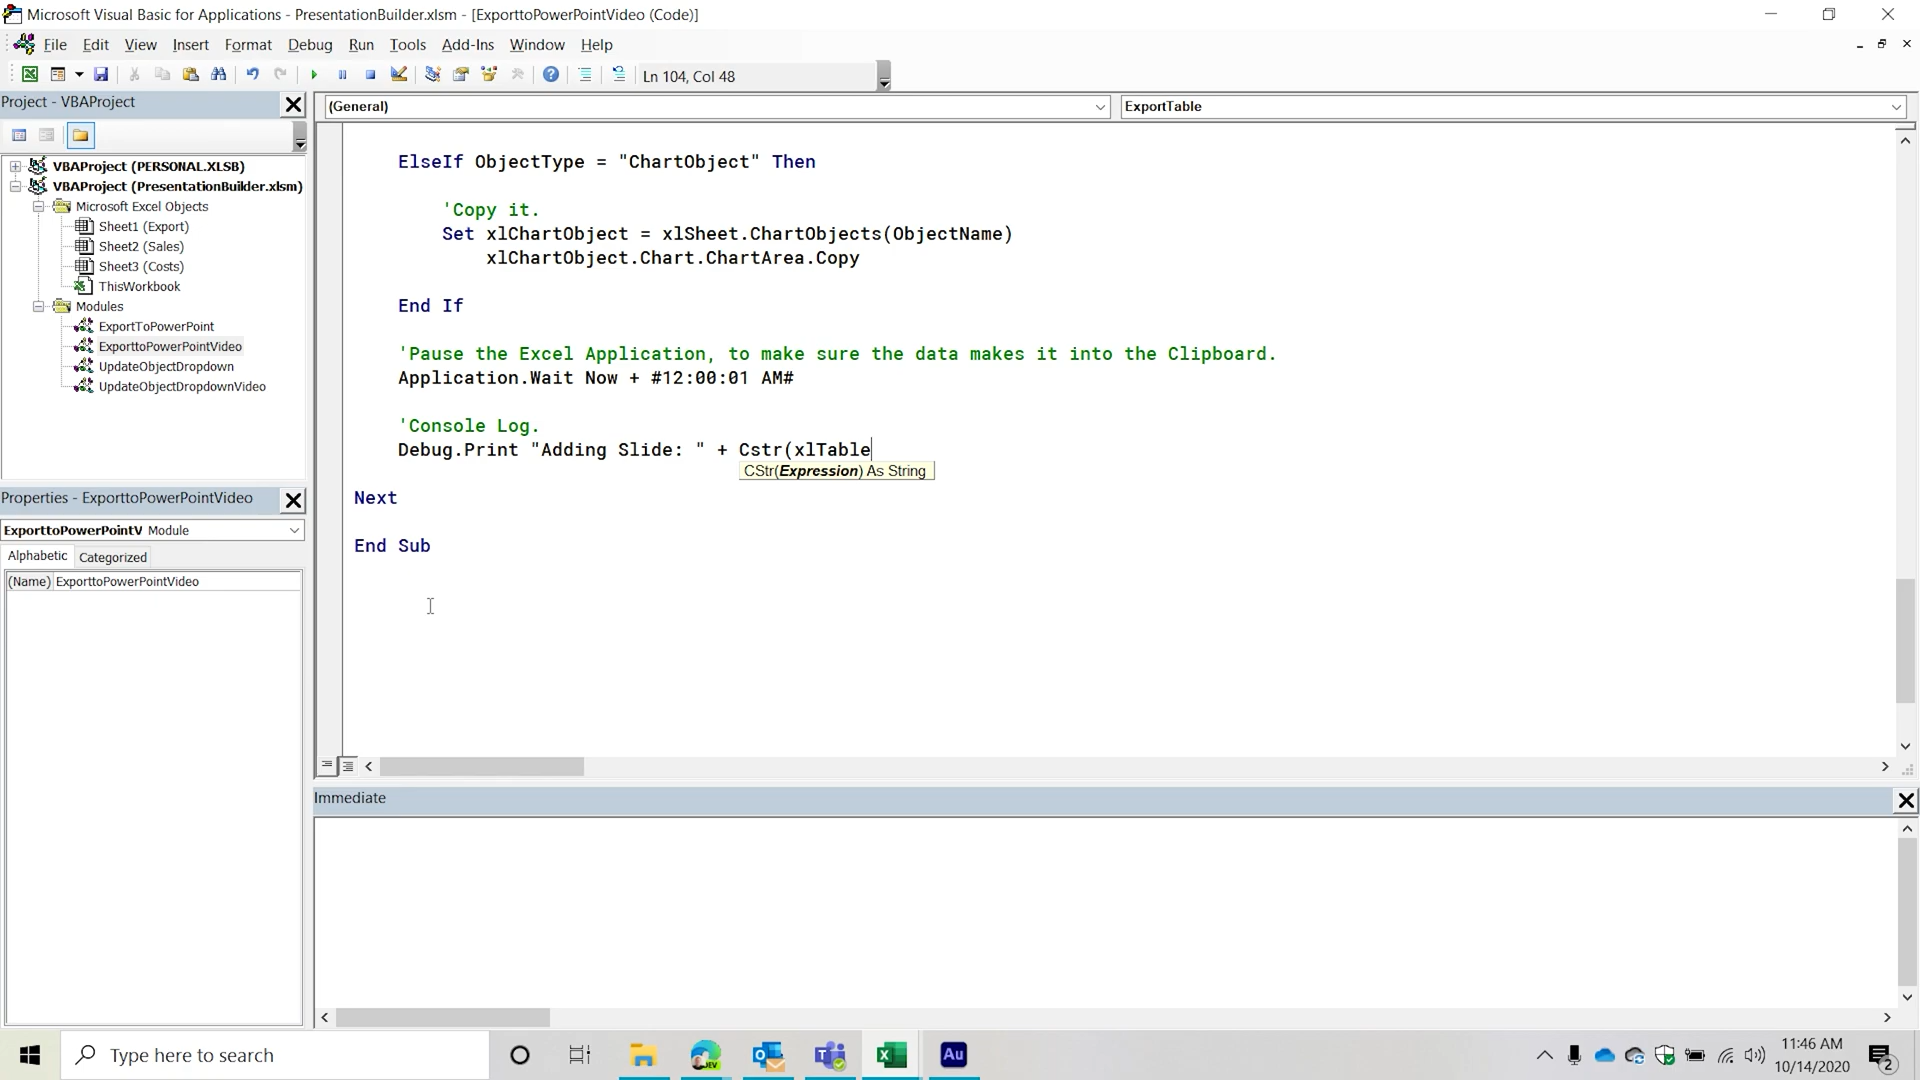 Microsoft Visual Basic for Applications - PresentationBuilder.xlsm - [ExporttoPowerPointVideo (Code)]
File Edit View Insert Format Debug Run Tools Add-Ins Window Help
Ln 104, Col 48
Project - VBAProject
(General)
ExportTable
VBAProject (PERSONAL.XLSB)
VBAProject (PresentationBuilder.xlsm)
Microsoft Excel Objects
Sheet1 (Export)
Sheet2 (Sales)
Sheet3 (Costs)
ThisWorkbook
Modules
ExportToPowerPoint
ExporttoPowerPointVideo
UpdateObjectDropdown
UpdateObjectDropdownVideo
Properties - ExporttoPowerPointVideo
ExporttoPowerPointV Module
Alphabetic Categorized
(Name) ExporttoPowerPointVideo
ElseIf ObjectType = "ChartObject" Then
'Copy it.
Set xlChartObject = xlSheet.ChartObjects(ObjectName)
xlChartObject.Chart.ChartArea.Copy
End If
'Pause the Excel Application, to make sure the data makes it into the Clipboard.
Application.Wait Now + #12:00:01 AM#
'Console Log.
Debug.Print "Adding Slide: " + Cstr(xlTable
CStr(Expression) As String
Next
End Sub
Immediate
Type here to search
DEV
Au
11:46 AM
10/14/2020
2